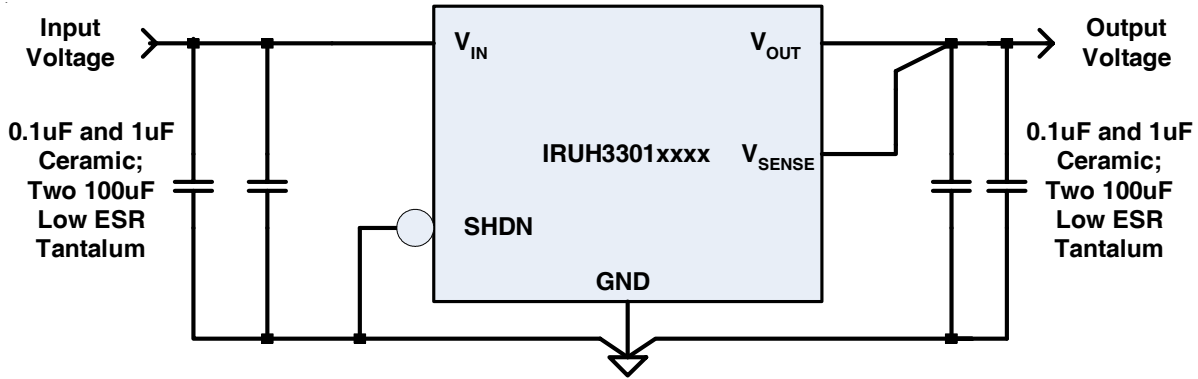 Input
Voltage
V_IN
V_OUT
Output
Voltage
0.1uF and 1uF
Ceramic;
Two 100uF
Low ESR
Tantalum
IRUH3301xxxx
V_SENSE
0.1uF and 1uF
Ceramic;
Two 100uF
Low ESR
Tantalum
SHDN
GND